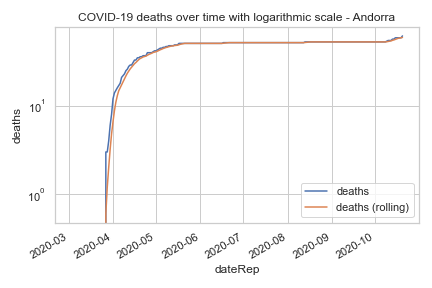 COVID-19 deaths over time with logarithmic scale - Andorra
deaths
10¹
10⁰
deaths
deaths (rolling)
2020-03
2020-04
2020-05
2020-06
2020-07
2020-08
2020-09
2020-10
dateRep